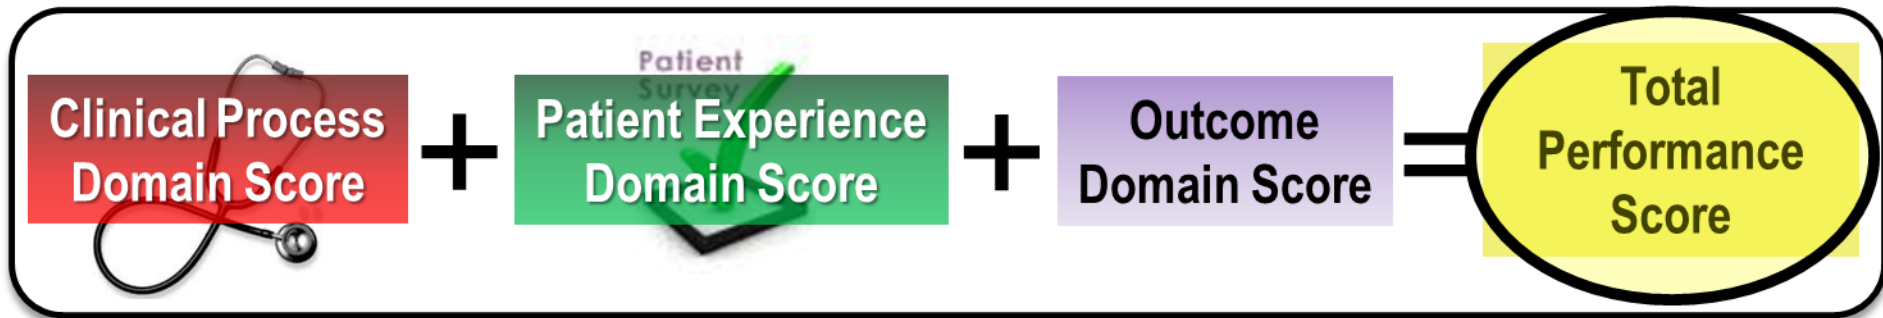 Patient
Survey
Clinical Process
Domain Score
+
Patient Experience
Domain Score
+
Outcome
Domain Score
=
Total
Performance
Score